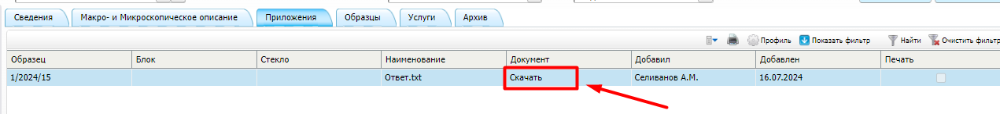 Сведения Макро- и Микроскопическое описание Приложения Образцы Услуги Архив
Профиль Показать фильтр Найти Очистить фильтр
Образец Блок Стекло Наименование Документ Добавил Добавлен Печать
1/2024/15 Ответ.txt Скачать Селиванов А.М. 16.07.2024